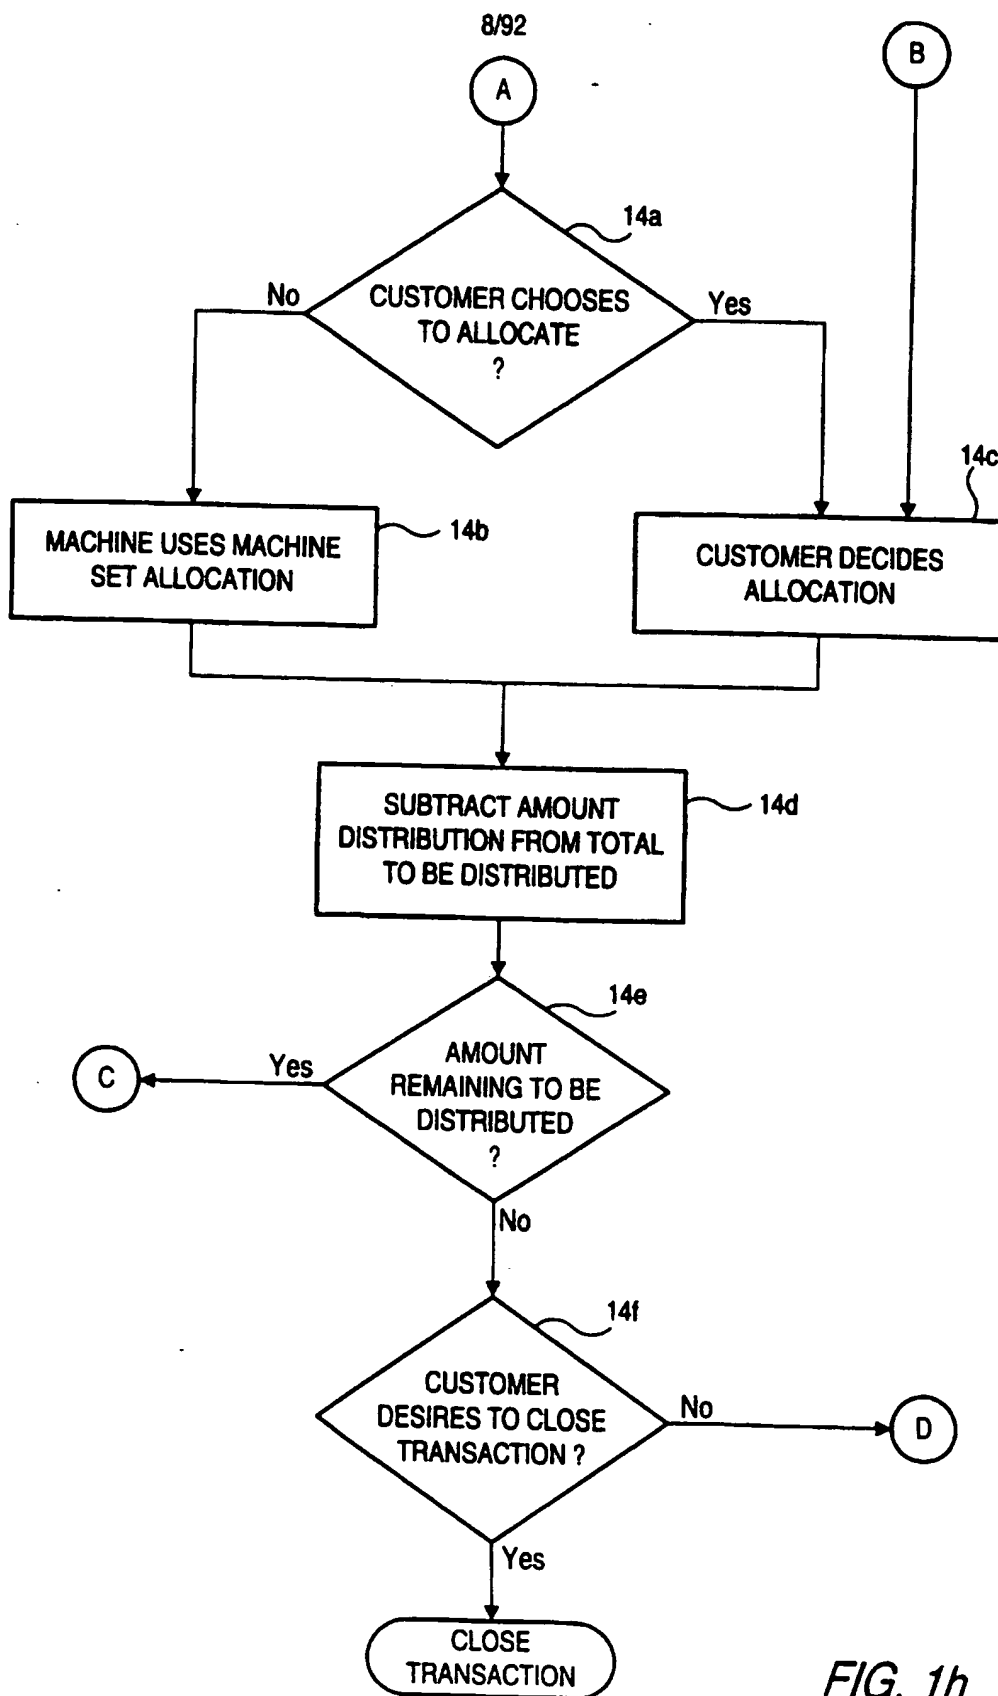 8/92
A
B
14a
No
CUSTOMER CHOOSES
TO ALLOCATE
?
Yes
14c
MACHINE USES MACHINE
SET ALLOCATION
14b
CUSTOMER DECIDES
ALLOCATION
SUBTRACT AMOUNT
DISTRIBUTION FROM TOTAL
TO BE DISTRIBUTED
14d
14e
C
Yes
AMOUNT
REMAINING TO BE
DISTRIBUTED
?
No
14f
CUSTOMER
DESIRES TO CLOSE
TRANSACTION ?
No
D
Yes
CLOSE
TRANSACTION
FIG. 1h